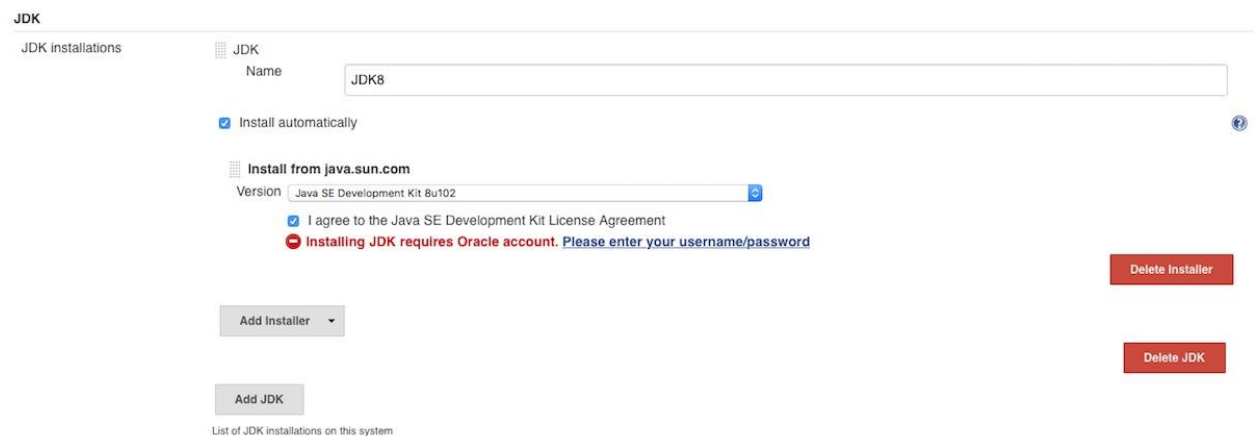 JDK
JDK installations
JDK
Name
JDK8
Install automatically
Install from java.sun.com
Version Java SE Development Kit 8u102
I agree to the Java SE Development Kit License Agreement
Installing JDK requires Oracle account. Please enter your username/password
Delete Installer
Add Installer
Delete JDK
Add JDK
List of JDK installations on this system